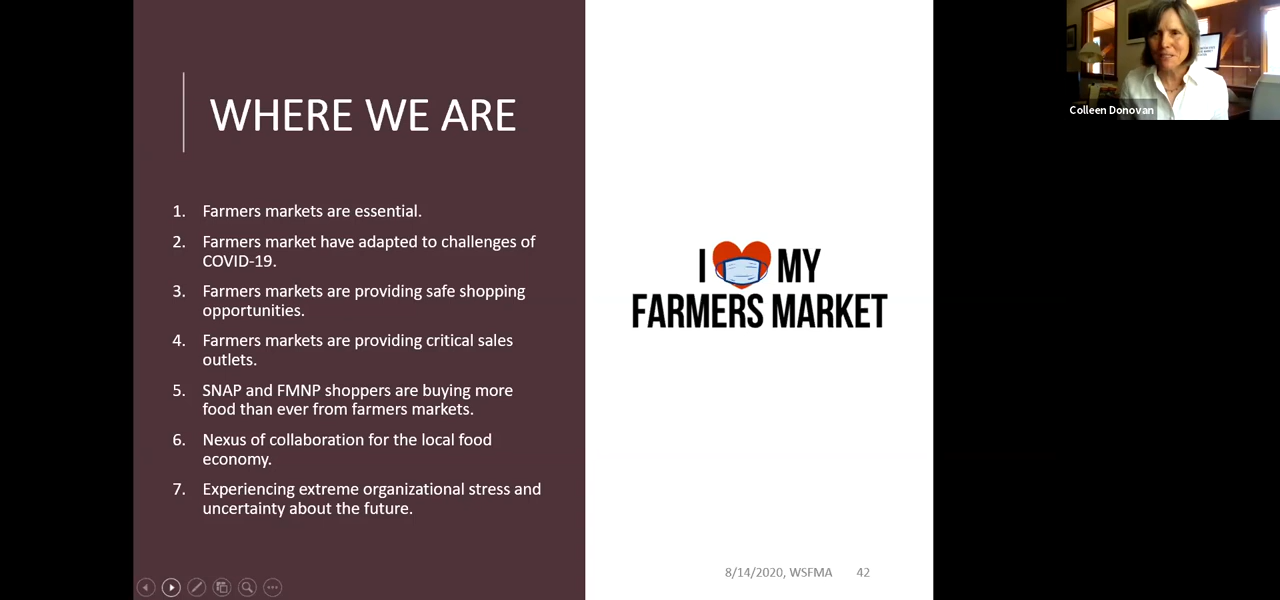 WHERE WE ARE
1. Farmers markets are essential.
2. Farmers market have adapted to challenges of
COVID-19.
3. Farmers markets are providing safe shopping
opportunities.
4. Farmers markets are providing critical sales
outlets.
5. SNAP and FMNP shoppers are buying more
food than ever from farmers markets.
6. Nexus of collaboration for the local food
economy.
7. Experiencing extreme organizational stress and
uncertainty about the future.
I MY
FARMERS MARKET
8/14/2020, WSFMA 42
Colleen Donovan